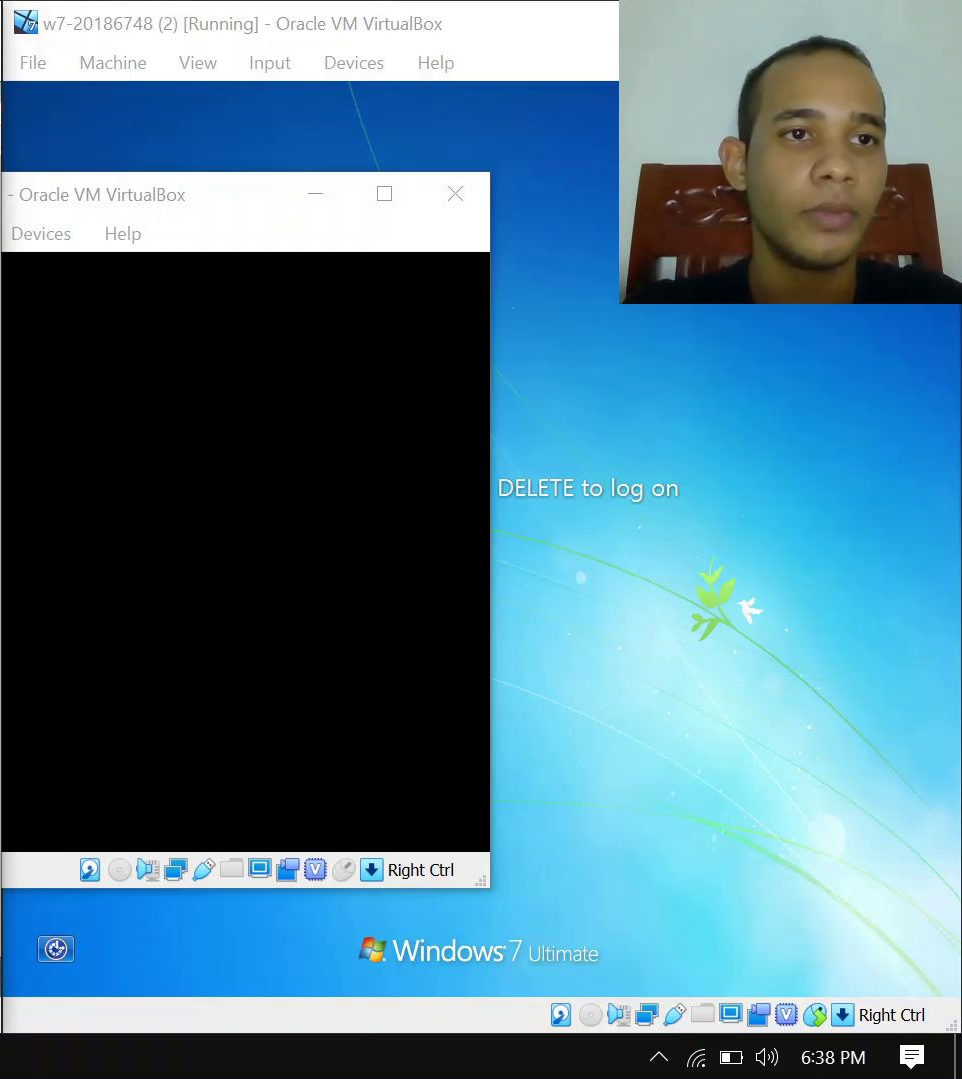 w7-20186748 (2) [Running] - Oracle VM VirtualBox
File Machine View Input Devices Help
- Oracle VM VirtualBox
Devices Help
DELETE to log on
Right Ctrl
Windows 7 Ultimate
Right Ctrl
6:38 PM